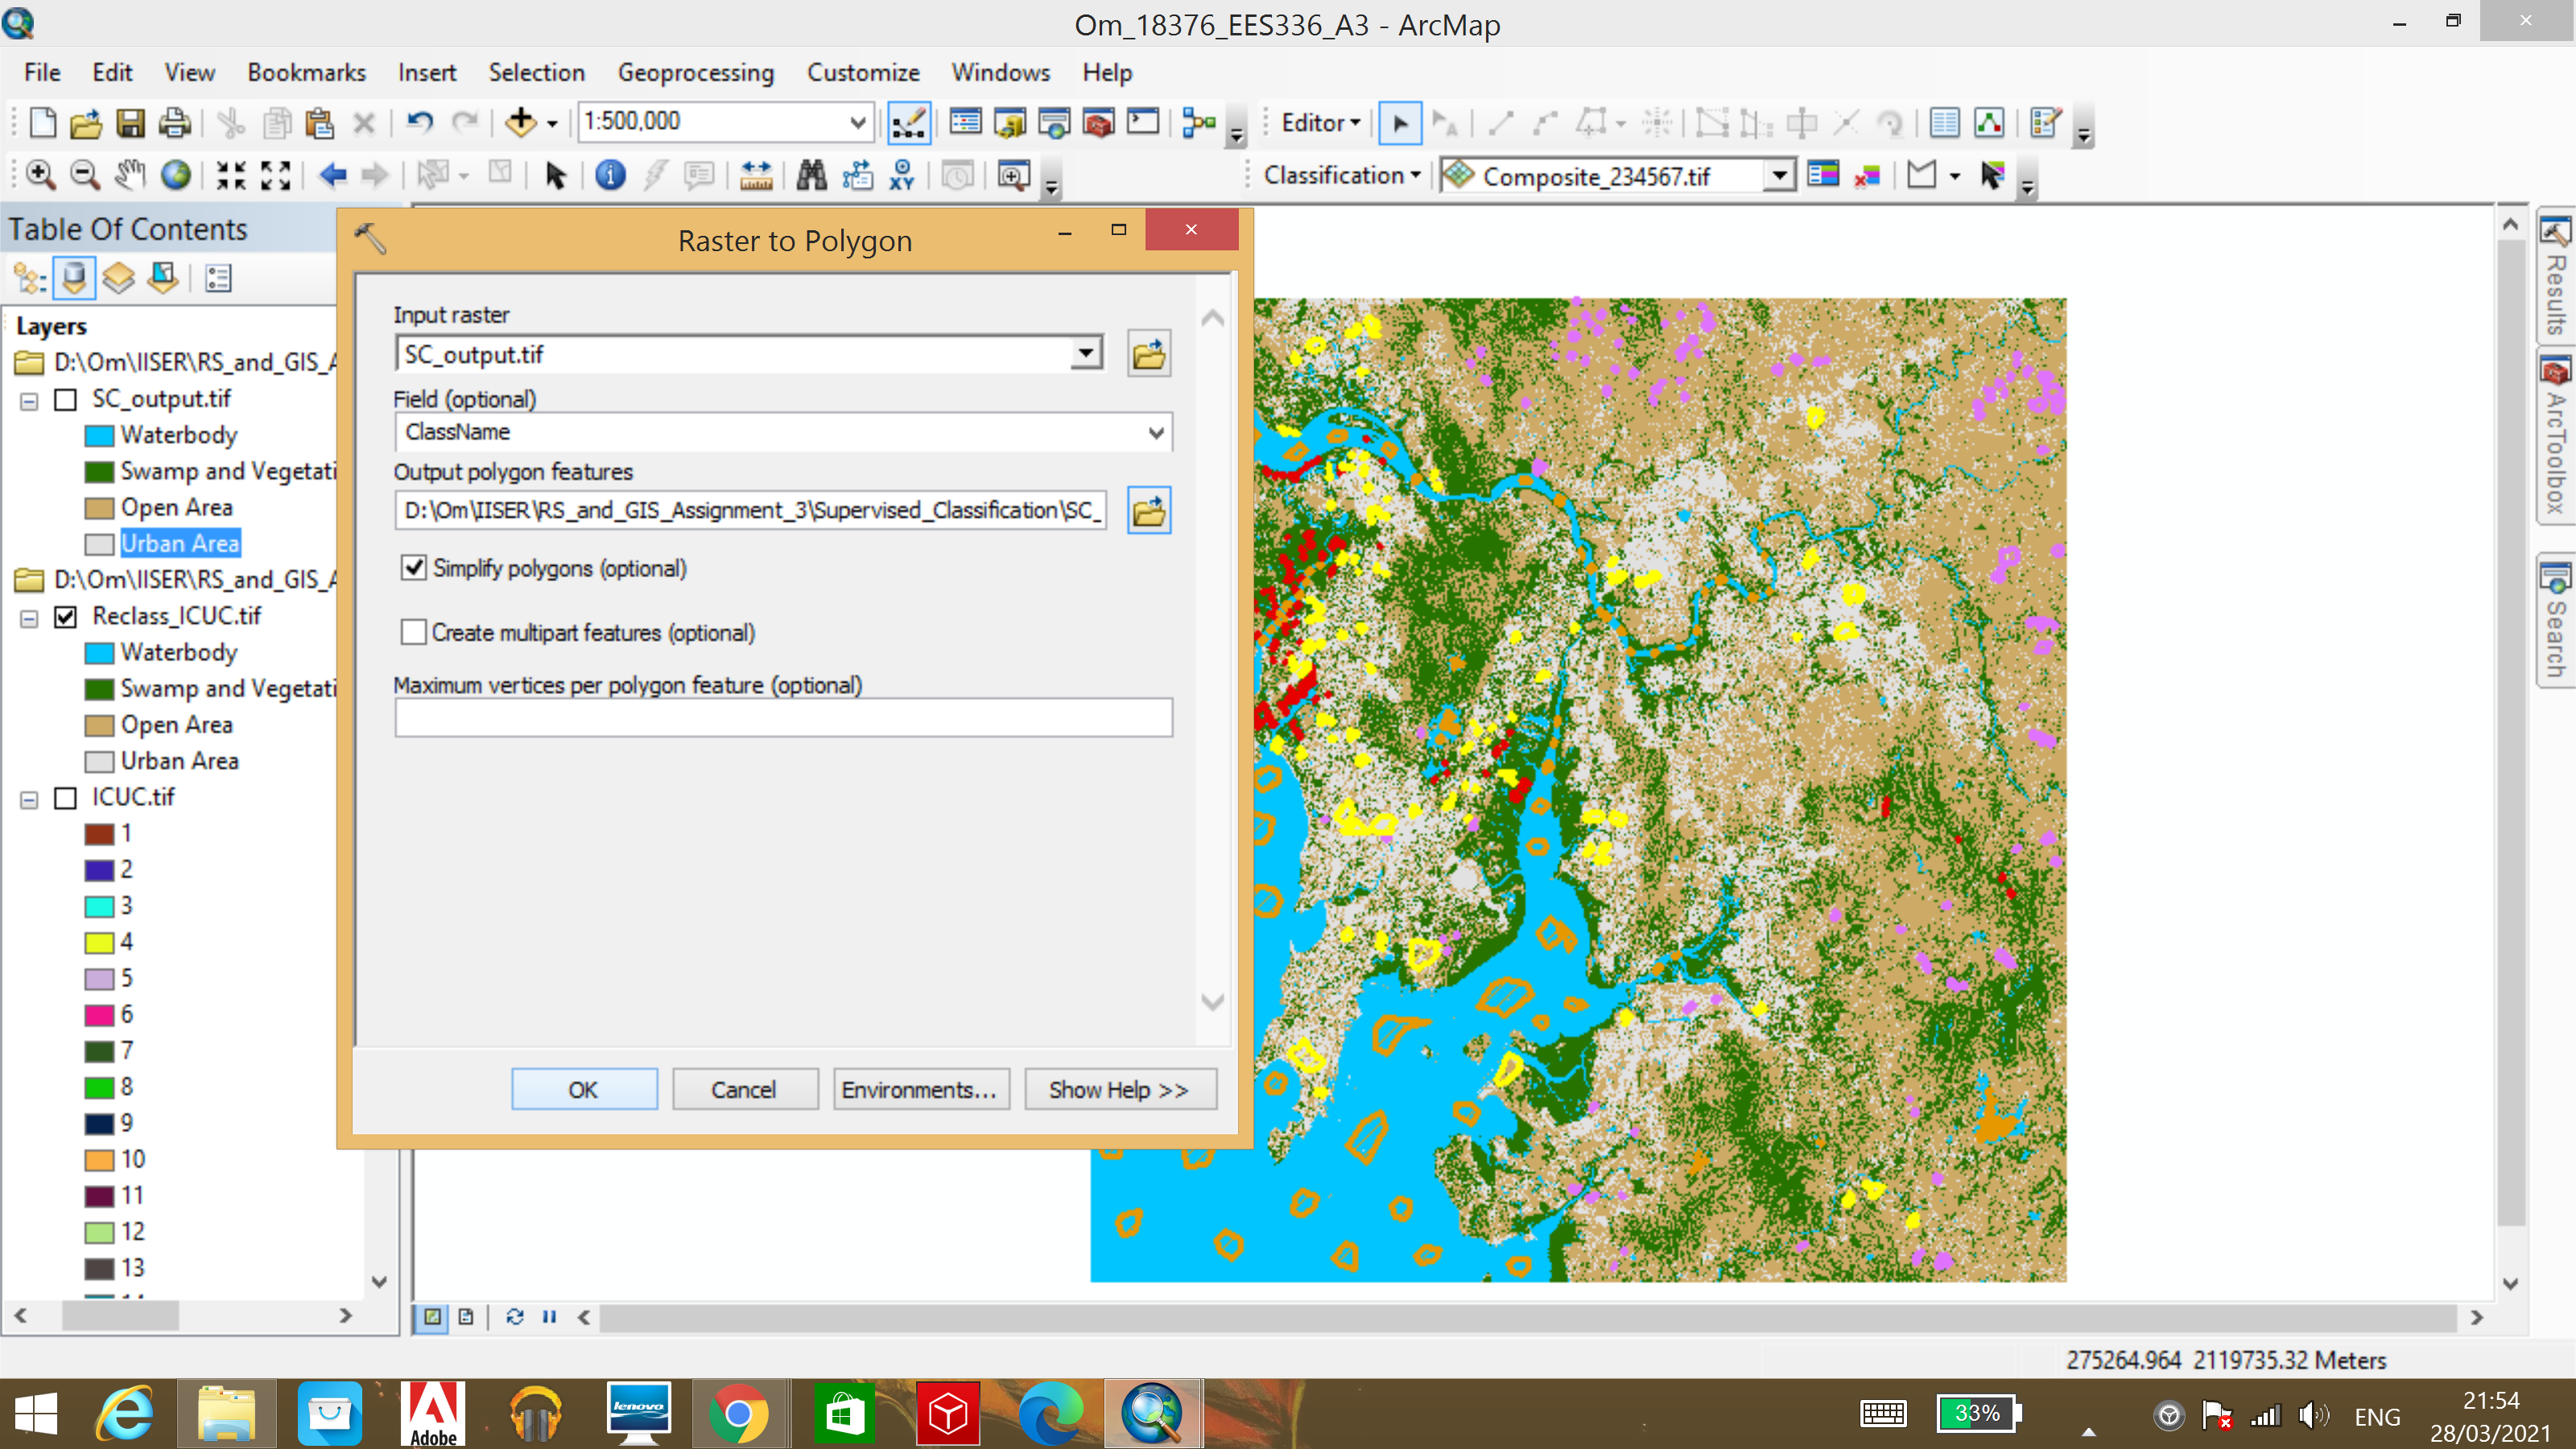 Om_18376_EES336_A3 - ArcMap
File Edit View Bookmarks Insert Selection Geoprocessing Customize Windows Help
1:500,000
Editor
XY
Classification
Composite_234567.tif
Table Of Contents
Layers
D:\Om\IISER\RS_and_GIS_A
SC_output.tif
Waterbody
Swamp and Vegetati
Open Area
Urban Area
D:\Om\IISER\RS_and_GIS_A
Reclass_ICUC.tif
Waterbody
Swamp and Vegetati
Open Area
Urban Area
ICUC.tif
1
2
3
4
5
6
7
8
9
10
11
12
13
Raster to Polygon
Input raster
SC_output.tif
Field (optional)
ClassName
Output polygon features
D:\Om\IISER\RS_and_GIS_Assignment_3\Supervised_Classification\SC_
Simplify polygons (optional)
Create multipart features (optional)
Maximum vertices per polygon feature (optional)
OK Cancel Environments... Show Help >>
Results
ArcToolbox
Search
275264.964 2119735.32 Meters
Adobe
lenovo
33%
ENG
21:54
28/03/2021